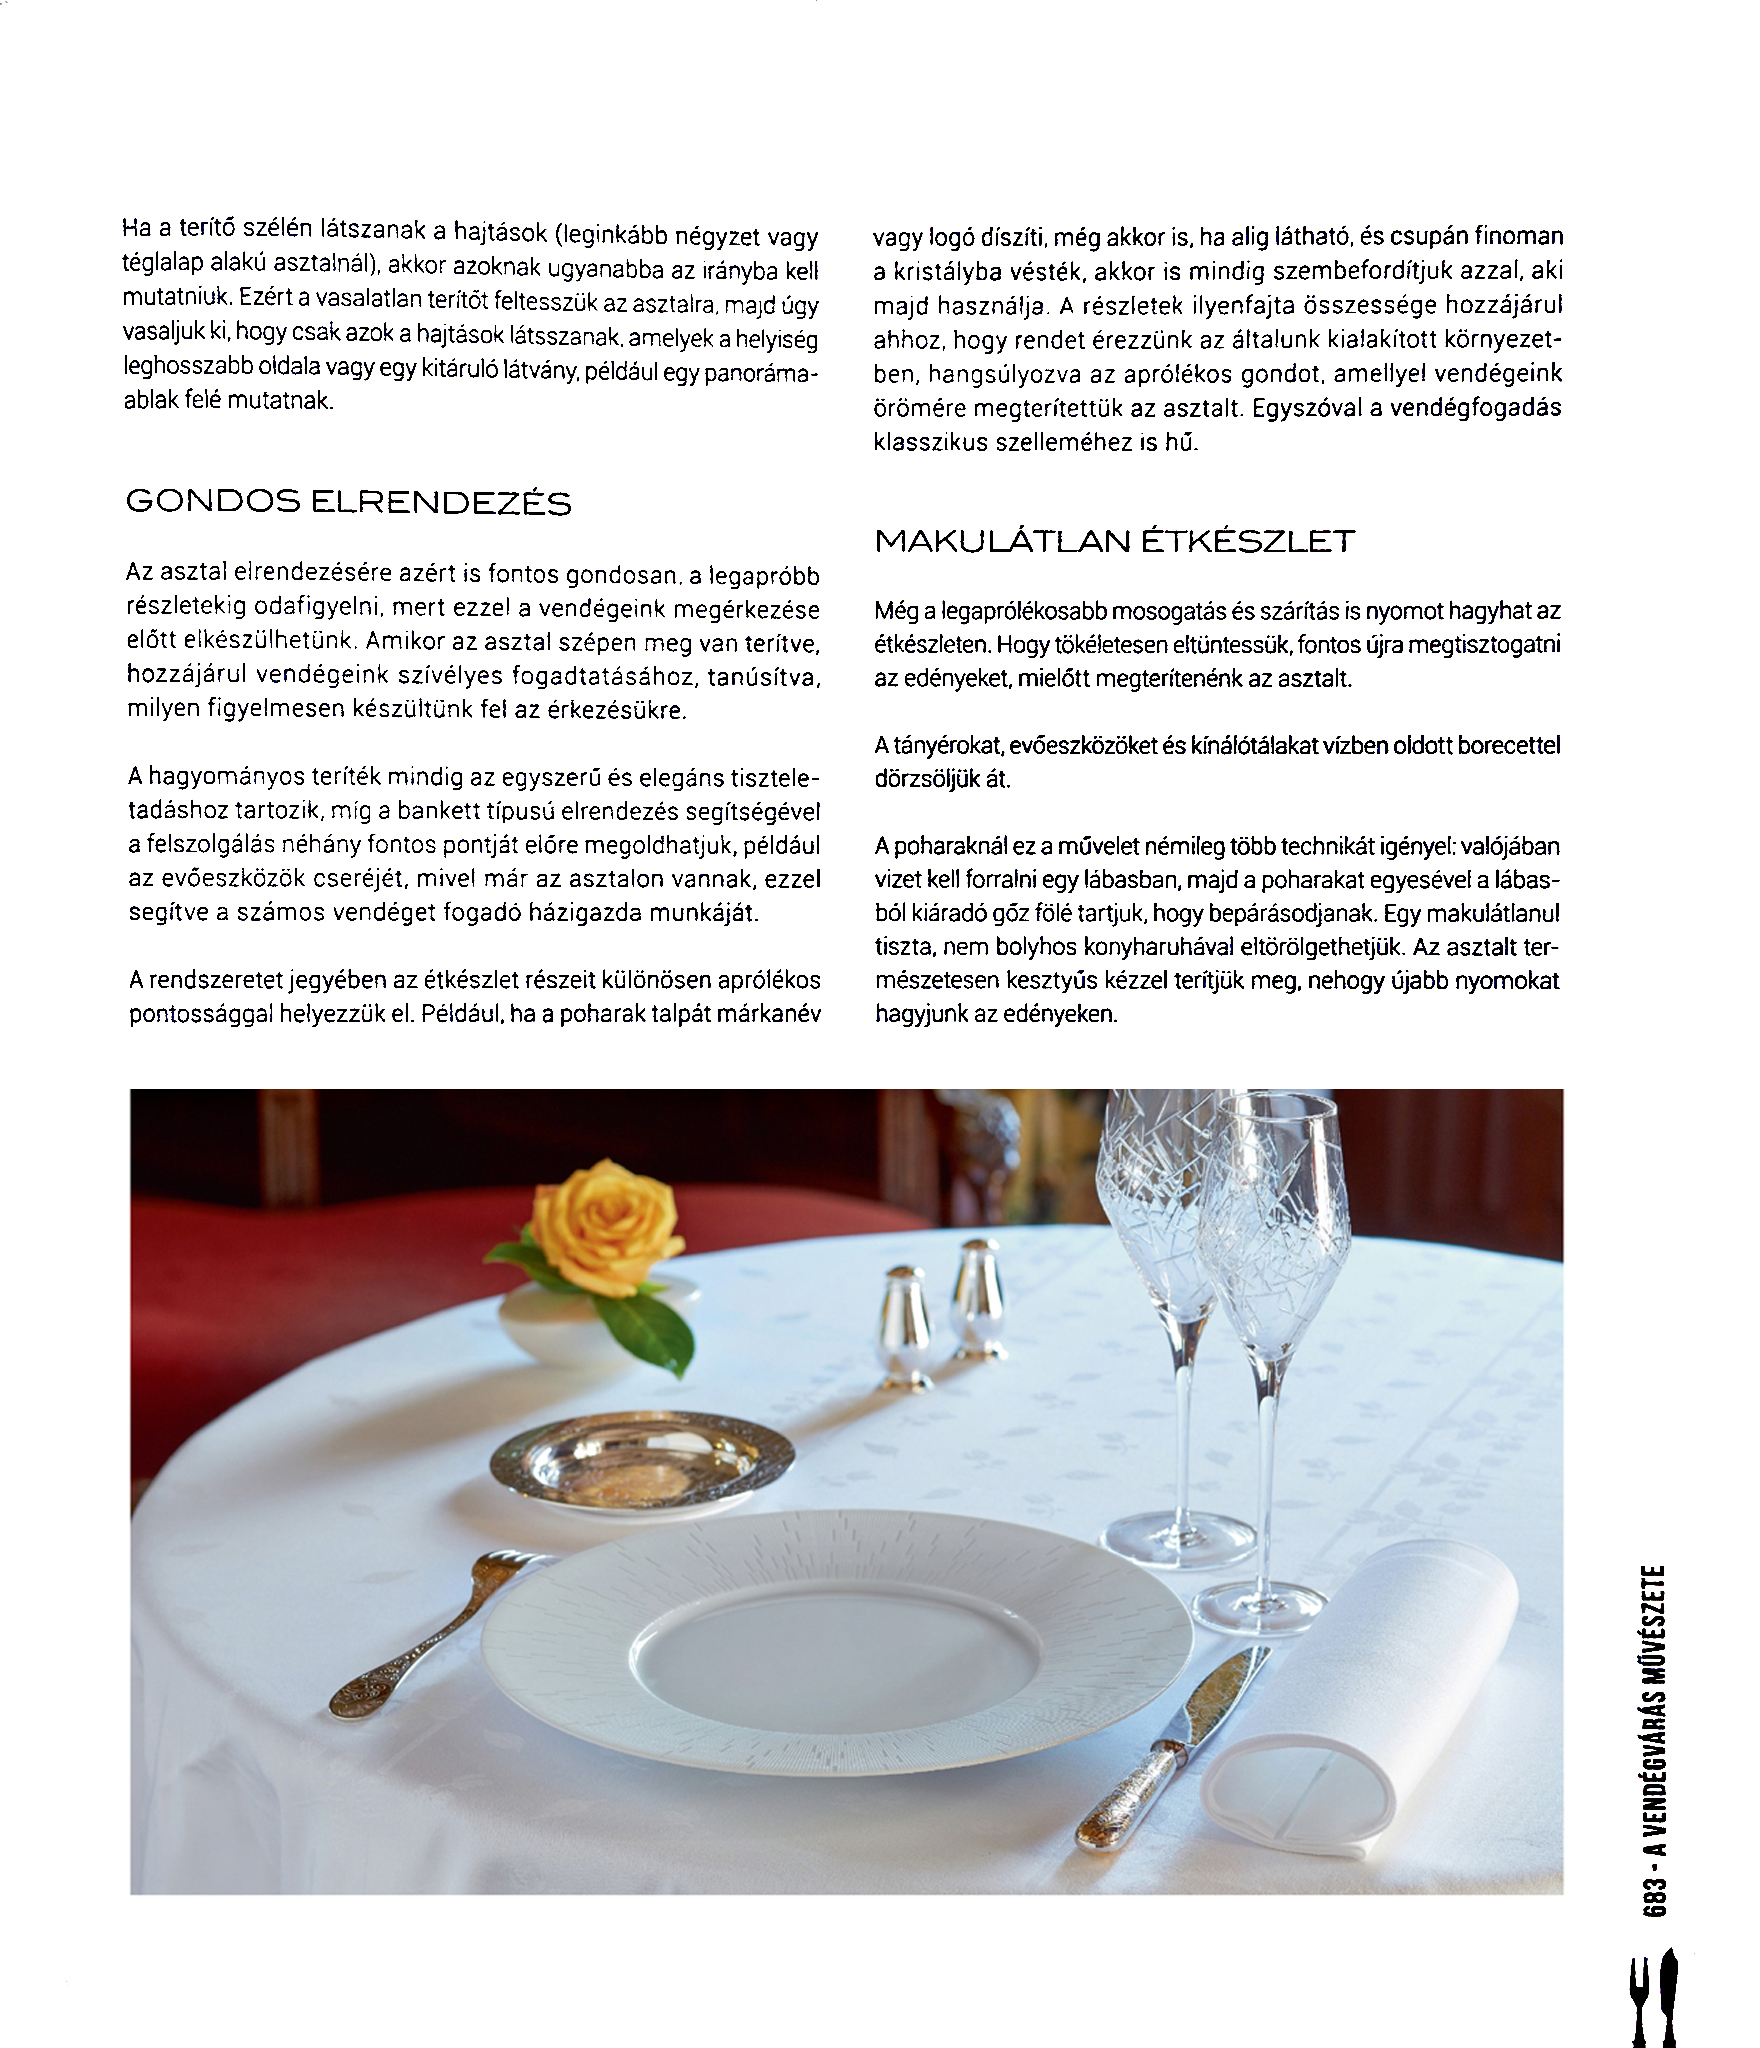 Ha a terítő szélén látszanak a hajtások (leginkább négyzet vagy
téglalap alakú asztalnál), akkor azoknak ugyanabba az irányba kell
mutatniuk. Ezért a vasalatlan terítőt feltesszük az asztalra, majd úgy
vasaljuk ki, hogy csak azok a hajtások látsszanak, amelyek a helyiség
leghosszabb oldala vagy egy kitáruló látvány, például egy panoráma-
ablak felé mutatnak.
GONDOS ELRENDEZÉS
Az asztal elrendezésére azért is fontos gondosan, a legapróbb
részletekig odafigyelni, mert ezzel a vendégeink megérkezése
előtt elkészülhetünk. Amikor az asztal szépen meg van terítve,
hozzájárul vendégeink szívélyes fogadtatásához, tanúsítva,
milyen figyelmesen készültünk fel az érkezésükre.
A hagyományos teríték mindig az egyszerű és elegáns tisztele-
tadáshoz tartozik, míg a bankett típusú elrendezés segítségével
a felszolgálás néhány fontos pontját előre megoldhatjuk, például
az evőeszközök cseréjét, mivel már az asztalon vannak, ezzel
segítve a számos vendéget fogadó házigazda munkáját.
A rendszeretet jegyében az étkészlet részeit különösen aprólékos
pontossággal helyezzük el. Például, ha a poharak talpát márkanév
vagy logó díszíti, még akkor is, ha alig látható, és csupán finoman
a kristályba vésték, akkor is mindig szembefordítjuk azzal, aki
majd használja. A részletek ilyenfajta összessége hozzájárul
ahhoz, hogy rendet érezzünk az általunk kialakított környezet-
ben, hangsúlyozva az aprólékos gondot, amellyel vendégeink
örömére megterítettük az asztalt. Egyszóval a vendégfogadás
klasszikus szelleméhez is hű.
MAKULÁTLAN ÉTKÉSZLET
Még a legaprólékosabb mosogatás és szárítás is nyomot hagyhat az
étkészleten. Hogy tökéletesen eltüntessük, fontos újra megtisztogatni
az edényeket, mielőtt megterítenénk az asztalt.
A tányérokat, evőeszközöket és kínálótálakat vízben oldott borecettel
dörzsöljük át.
A poharaknál ez a művelet némileg több technikát igényel: valójában
vizet kell forralni egy lábasban, majd a poharakat egyesével a lábas-
ból kiáradó gőz fölé tartjuk, hogy bepárásodjanak. Egy makulátlanul
tiszta, nem bolyhos konyharuhával eltörölgethetjük. Az asztalt ter-
mészetesen kesztyűs kézzel terítjük meg, nehogy újabb nyomokat
hagyjunk az edényeken.
683 - A VENDÉGVÁRÁS MŰVÉSZETE